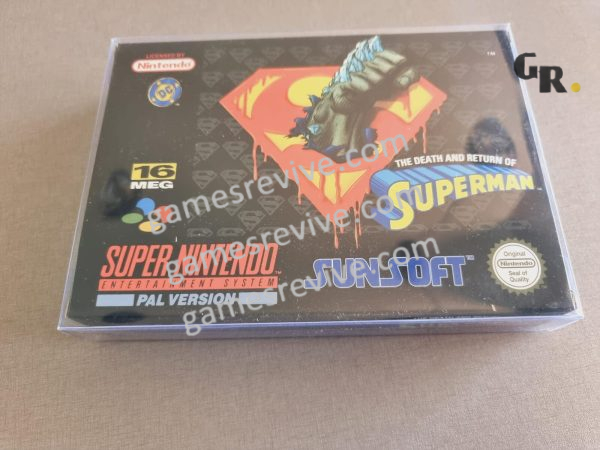 LICENSED BY
Nintendo
TM
GR.
DC
16
MEG
THE DEATH AND RETURN OF
SUPERMAN
gamesrevive.com
gamesrevive.com
gamesrevive.com
SUPER NINTENDO
ENTERTAINMENT SYSTEM
PAL VERSION
SUNSOFT
Original
Nintendo
Seal of
Quality